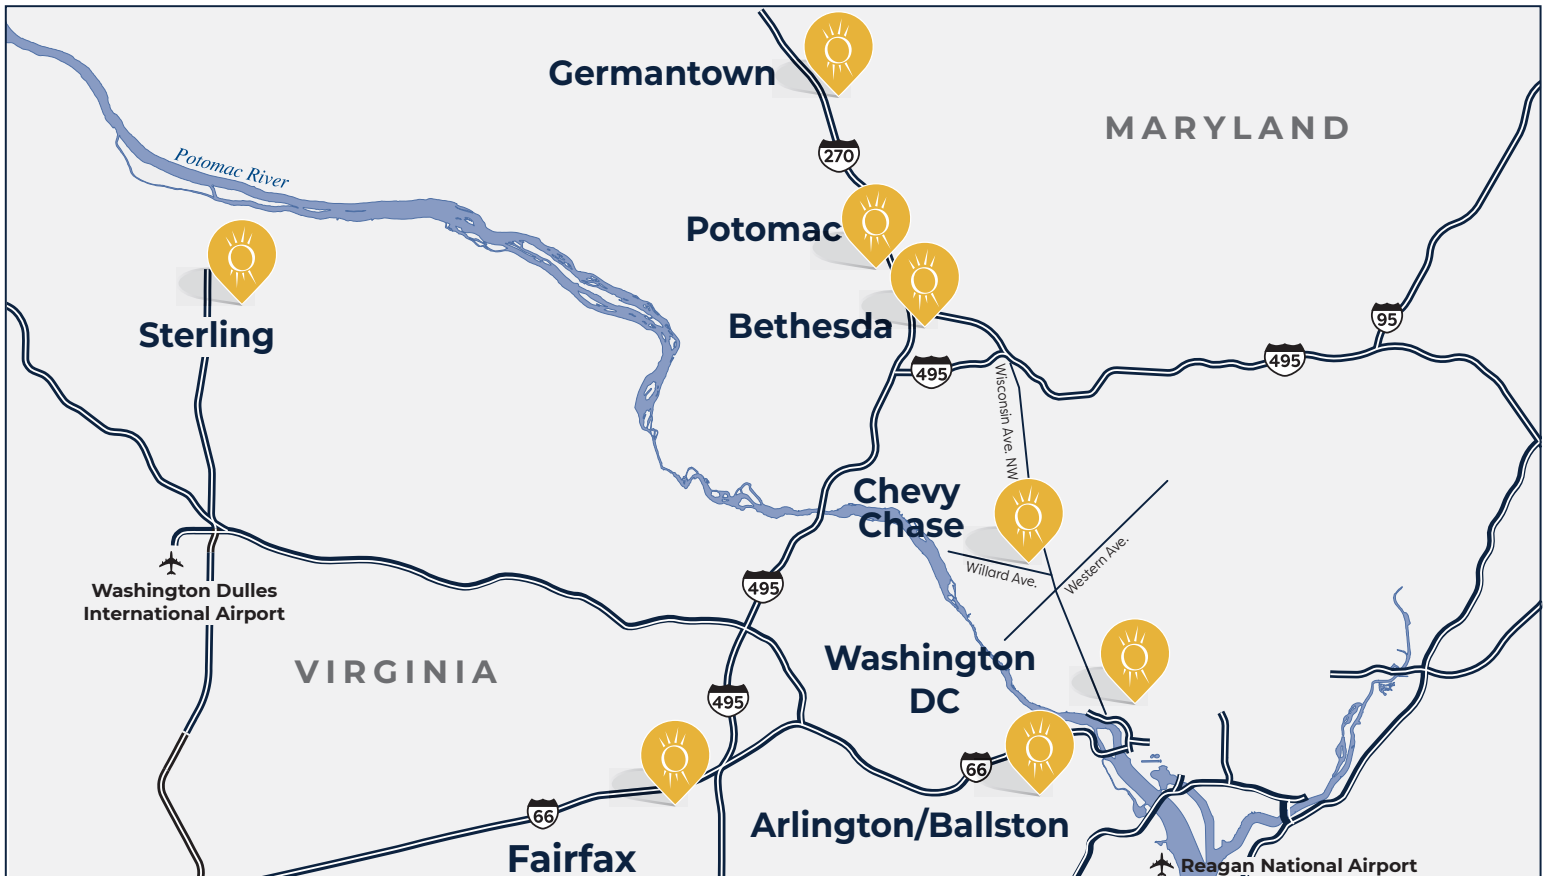 Germantown
MARYLAND
270
Potomac River
Potomac
Sterling
Bethesda
95
495
495
Wisconsin Ave. NW
Chevy
Chase
Willard Ave.
Western Ave.
Washington Dulles
International Airport
495
VIRGINIA
Washington
DC
495
66
66
Arlington/Ballston
Fairfax
Reagan National Airport